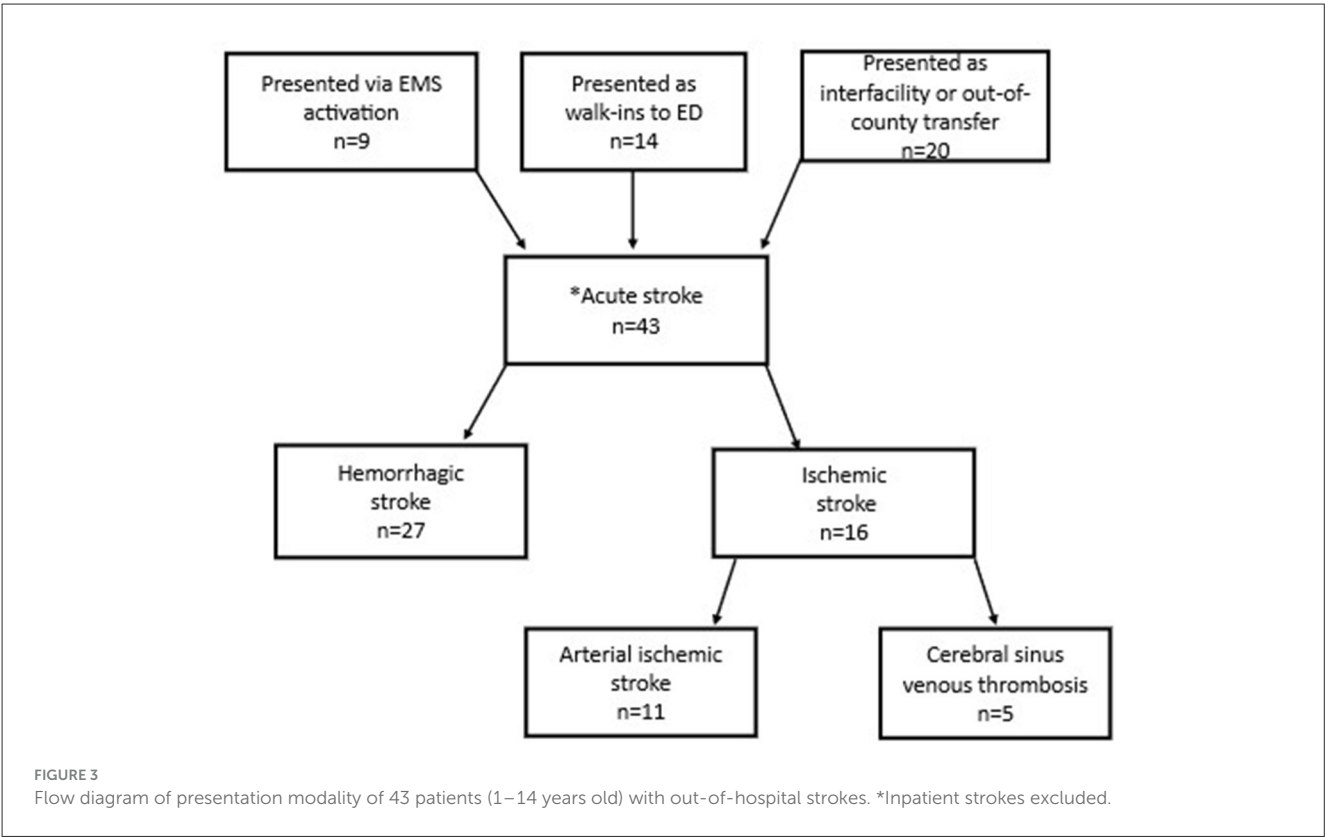 Presented via EMS
activation
n=9
Presented as
walk-ins to ED
n=14
Presented as
interfacility or out-of-
county transfer
n=20
*Acute stroke
n=43
Hemorrhagic
stroke
n=27
Ischemic
stroke
n=16
Arterial ischemic
stroke
n=11
Cerebral sinus
venous thrombosis
n=5
FIGURE 3
Flow diagram of presentation modality of 43 patients (1–14 years old) with out-of-hospital strokes. *Inpatient strokes excluded.